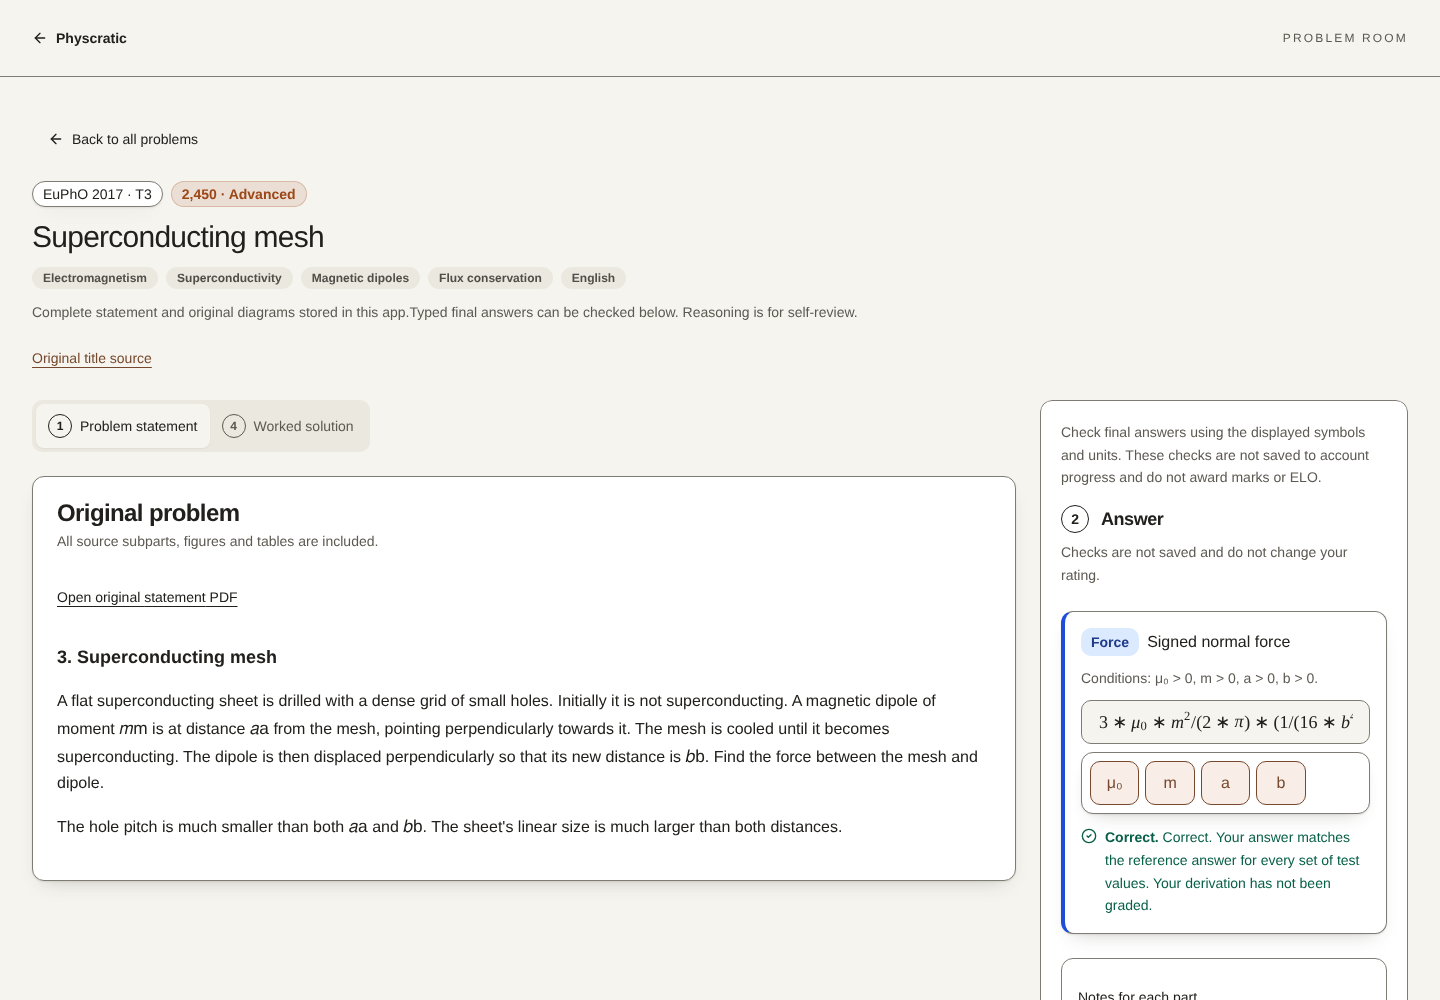 Physcratic
PROBLEM ROOM
Back to all problems
EuPhO 2017 · T3
2,450 · Advanced
Superconducting mesh
Electromagnetism
Superconductivity
Magnetic dipoles
Flux conservation
English
Complete statement and original diagrams stored in this app.Typed final answers can be checked below. Reasoning is for self-review.
Original title source
1 Problem statement
4 Worked solution
Original problem
All source subparts, figures and tables are included.
Open original statement PDF
3. Superconducting mesh
A flat superconducting sheet is drilled with a dense grid of small holes. Initially it is not superconducting. A magnetic dipole of
moment mm is at distance aa from the mesh, pointing perpendicularly towards it. The mesh is cooled until it becomes
superconducting. The dipole is then displaced perpendicularly so that its new distance is bb. Find the force between the mesh and
dipole.
The hole pitch is much smaller than both aa and bb. The sheet's linear size is much larger than both distances.
Check final answers using the displayed symbols
and units. These checks are not saved to account
progress and do not award marks or ELO.
2 Answer
Checks are not saved and do not change your
rating.
Force Signed normal force
Conditions: μ₀ > 0, m > 0, a > 0, b > 0.
3 ∗ μ₀ ∗ m²/(2 ∗ π) ∗ (1/(16 ∗ b
μ₀
m
a
b
Correct. Correct. Your answer matches
the reference answer for every set of test
values. Your derivation has not been
graded.
Notes for each part